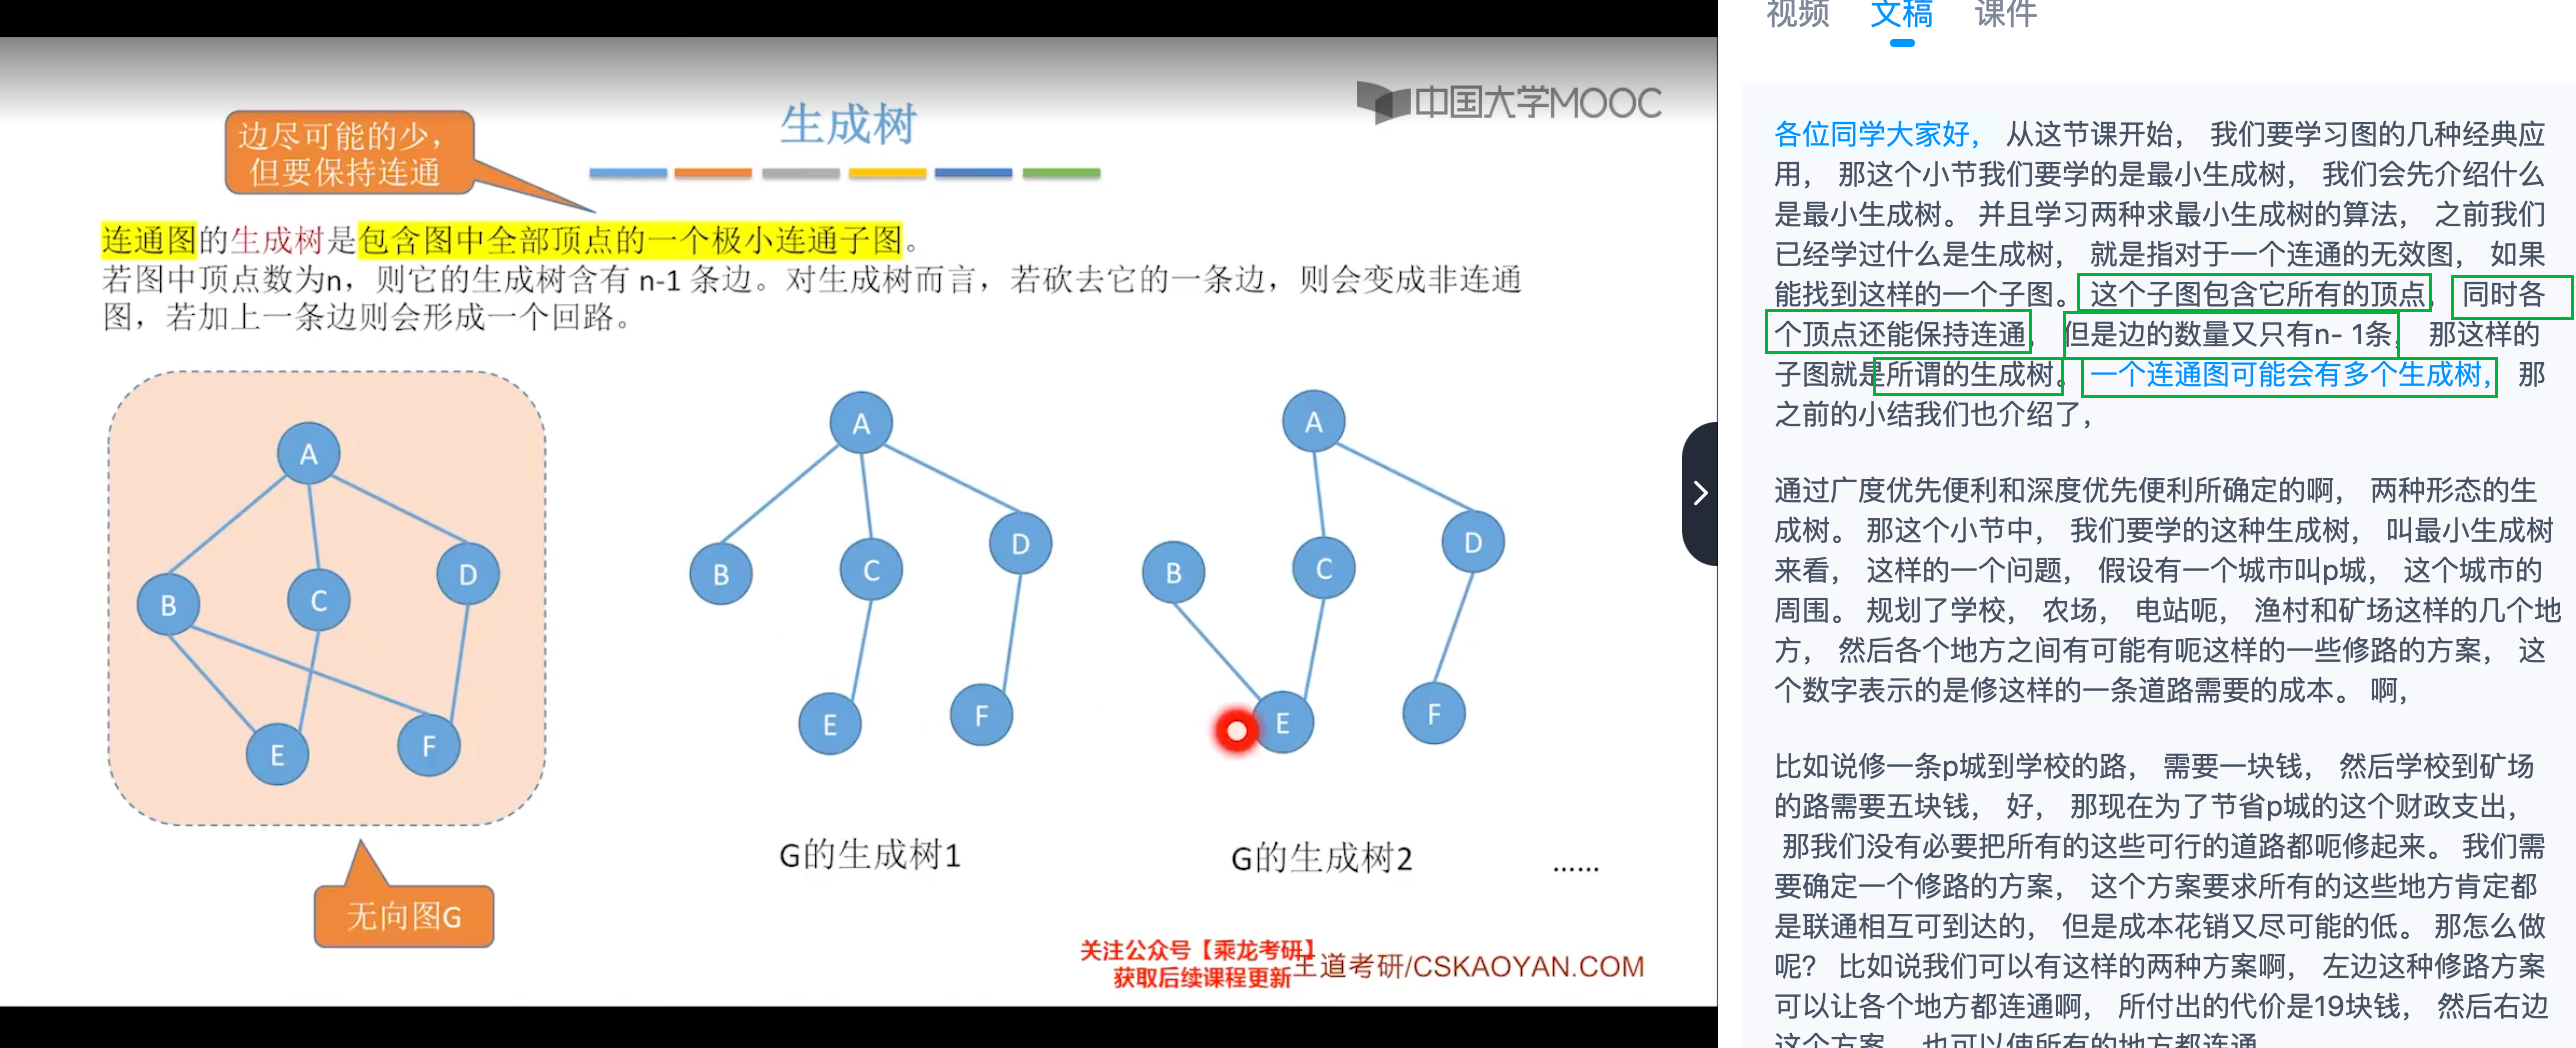 中国大学MOOC
生成树
边尽可能的少，
但要保持连通
连通图的生成树是包含图中全部顶点的一个极小连通子图。
若图中顶点数为n，则它的生成树含有 n-1 条边。对生成树而言，若砍去它的一条边，则会变成非连通
图，若加上一条边则会形成一个回路。
A
B
C
D
E
F
无向图G
A
B
C
D
E
F
G的生成树1
A
B
C
D
E
F
G的生成树2
......
关注公众号【乘龙考研】
获取后续课程更新
王道考研/CSKAOYAN.COM
视频 文稿 课件
各位同学大家好， 从这节课开始， 我们要学习图的几种经典应
用， 那这个小节我们要学的是最小生成树， 我们会先介绍什么
是最小生成树。 并且学习两种求最小生成树的算法， 之前我们
已经学过什么是生成树， 就是指对于一个连通的无效图， 如果
能找到这样的一个子图。 这个子图包含它所有的顶点， 同时各
个顶点还能保持连通， 但是边的数量又只有n- 1条， 那这样的
子图就是所谓的生成树。 一个连通图可能会有多个生成树， 那
之前的小结我们也介绍了，
通过广度优先便利和深度优先便利所确定的啊， 两种形态的生
成树。 那这个小节中， 我们要学的这种生成树， 叫最小生成树
来看， 这样的一个问题， 假设有一个城市叫p城， 这个城市的
周围。 规划了学校， 农场， 电站呃， 渔村和矿场这样的几个地
方， 然后各个地方之间有可能有呃这样的一些修路的方案， 这
个数字表示的是修这样的一条道路需要的成本。 啊，
比如说修一条p城到学校的路， 需要一块钱， 然后学校到矿场
的路需要五块钱， 好， 那现在为了节省p城的这个财政支出，
那我们没有必要把所有的这些可行的道路都呃修起来。 我们需
要确定一个修路的方案， 这个方案要求所有的这些地方肯定都
是联通相互可到达的， 但是成本花销又尽可能的低。 那怎么做
呢？ 比如说我们可以有这样的两种方案啊， 左边这种修路方案
可以让各个地方都连通啊， 所付出的代价是19块钱， 然后右边
这个方案， 也可以使所有的地方都连通